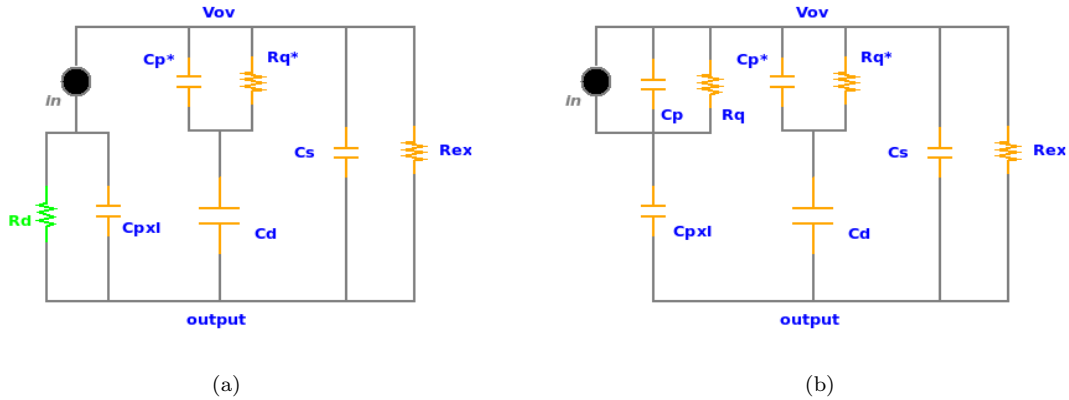 Vov
Cp*
Rq*
In
Cs
Rex
Rd
Cpxl
Cd
output
(a)
Vov
Cp*
Rq*
In
Cp
Rq
Cs
Rex
Cpxl
Cd
output
(b)